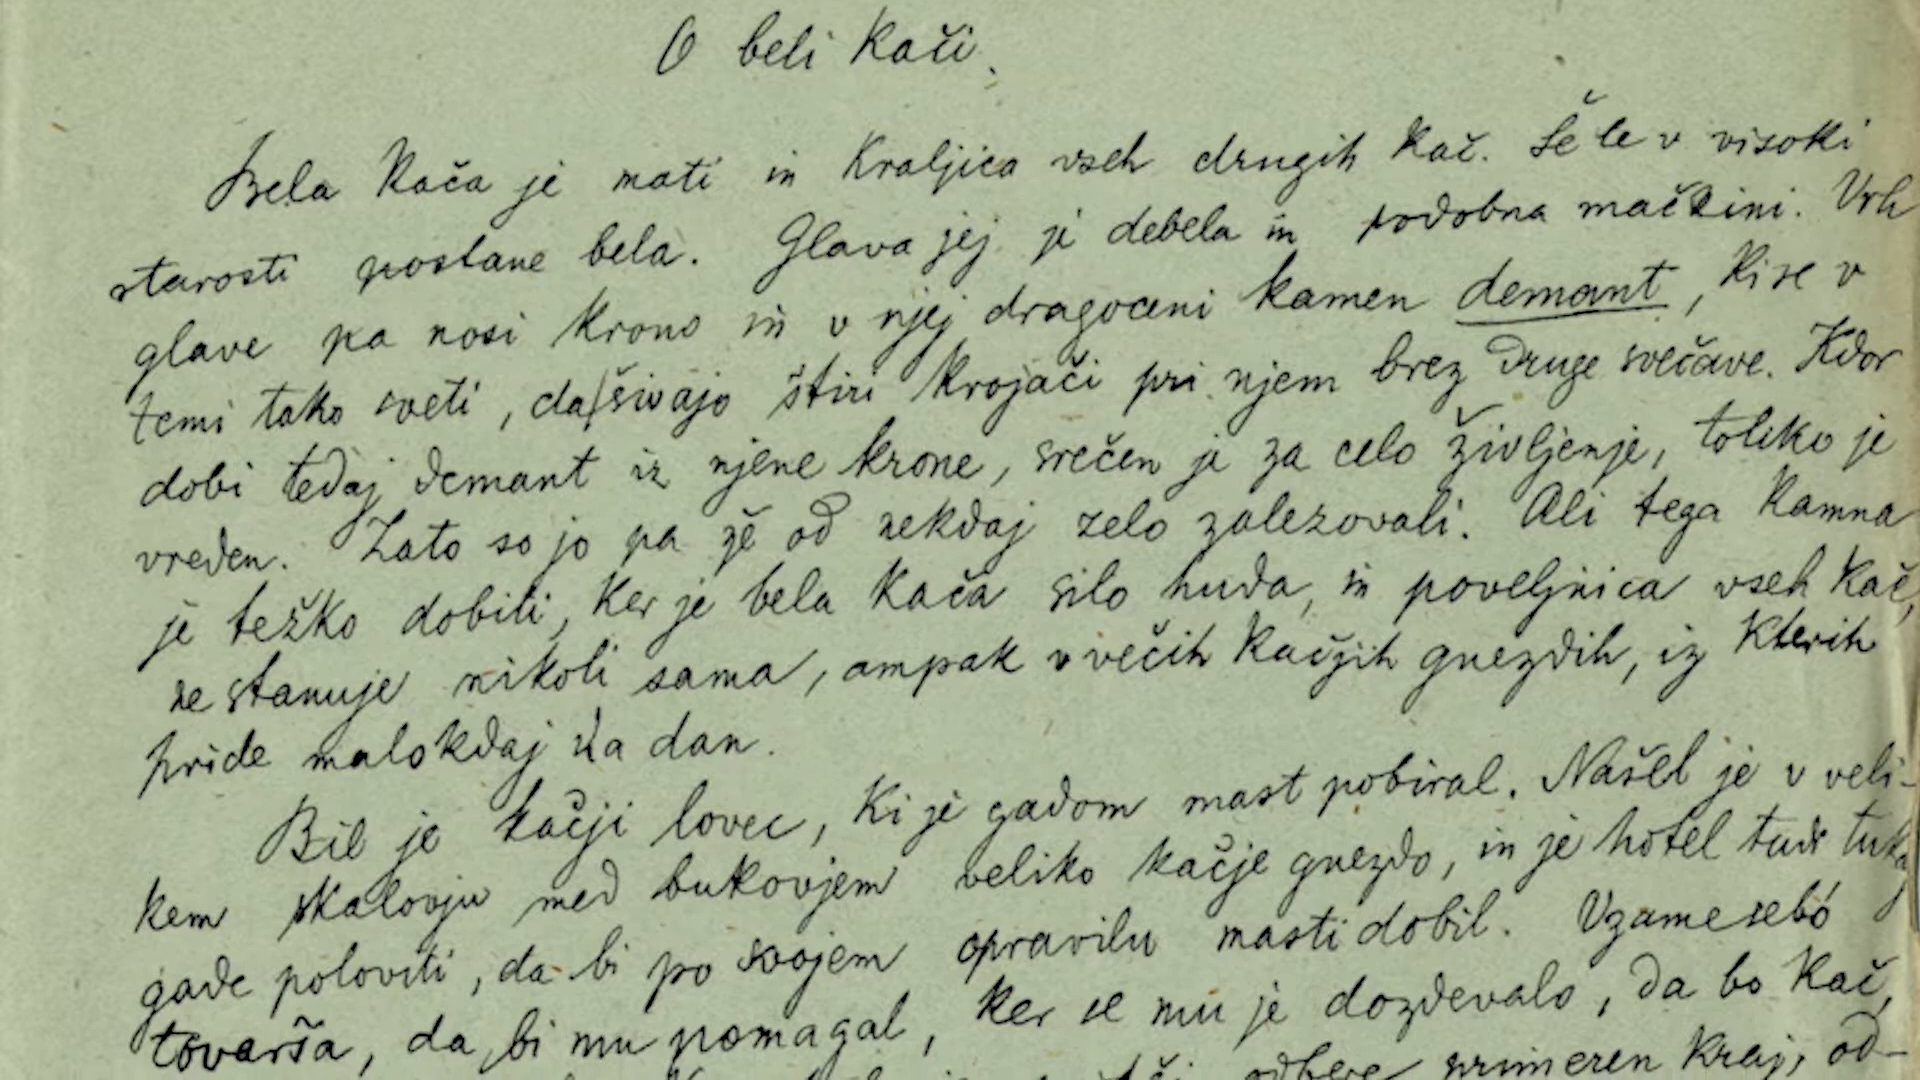 O beli kači.
Bela kača je mati in kraljica vseh drugih kač. Še le v visoki
starosti postane bela. Glava jej je debela in podobna mačkini. Vrh
glave pa nosi krono in v njej dragoceni kamen demant, ki se v
temi tako sveti, da šivajo štiri krojači pri njem brez druge svečave. Kdor
dobi tedaj demant iz njene krone, srečen je za celo življenje, toliko je
vreden. Zato so jo pa že od nekdaj zelo zalezovali. Ali tega kamna
je težko dobiti, ker je bela kača silo huda, in poveljnica vseh kač,
ne stanuje nikoli sama, ampak v večih kačjih gnezdih, iz kterih
pride malokdaj na dan.
Bil je kačji lovec, ki je gadom mast pobiral. Našel je v veli-
kem skalovju med bukovjem veliko kačje gnezdo, in je hotel tudi tukaj
gade poloviti, da bi po svojem opravilu masti dobil. Vzame sebó
tovarša, da bi mu pomagal, ker se mu je dozdevalo, da bo kač,
odbere primeren kraj, od-